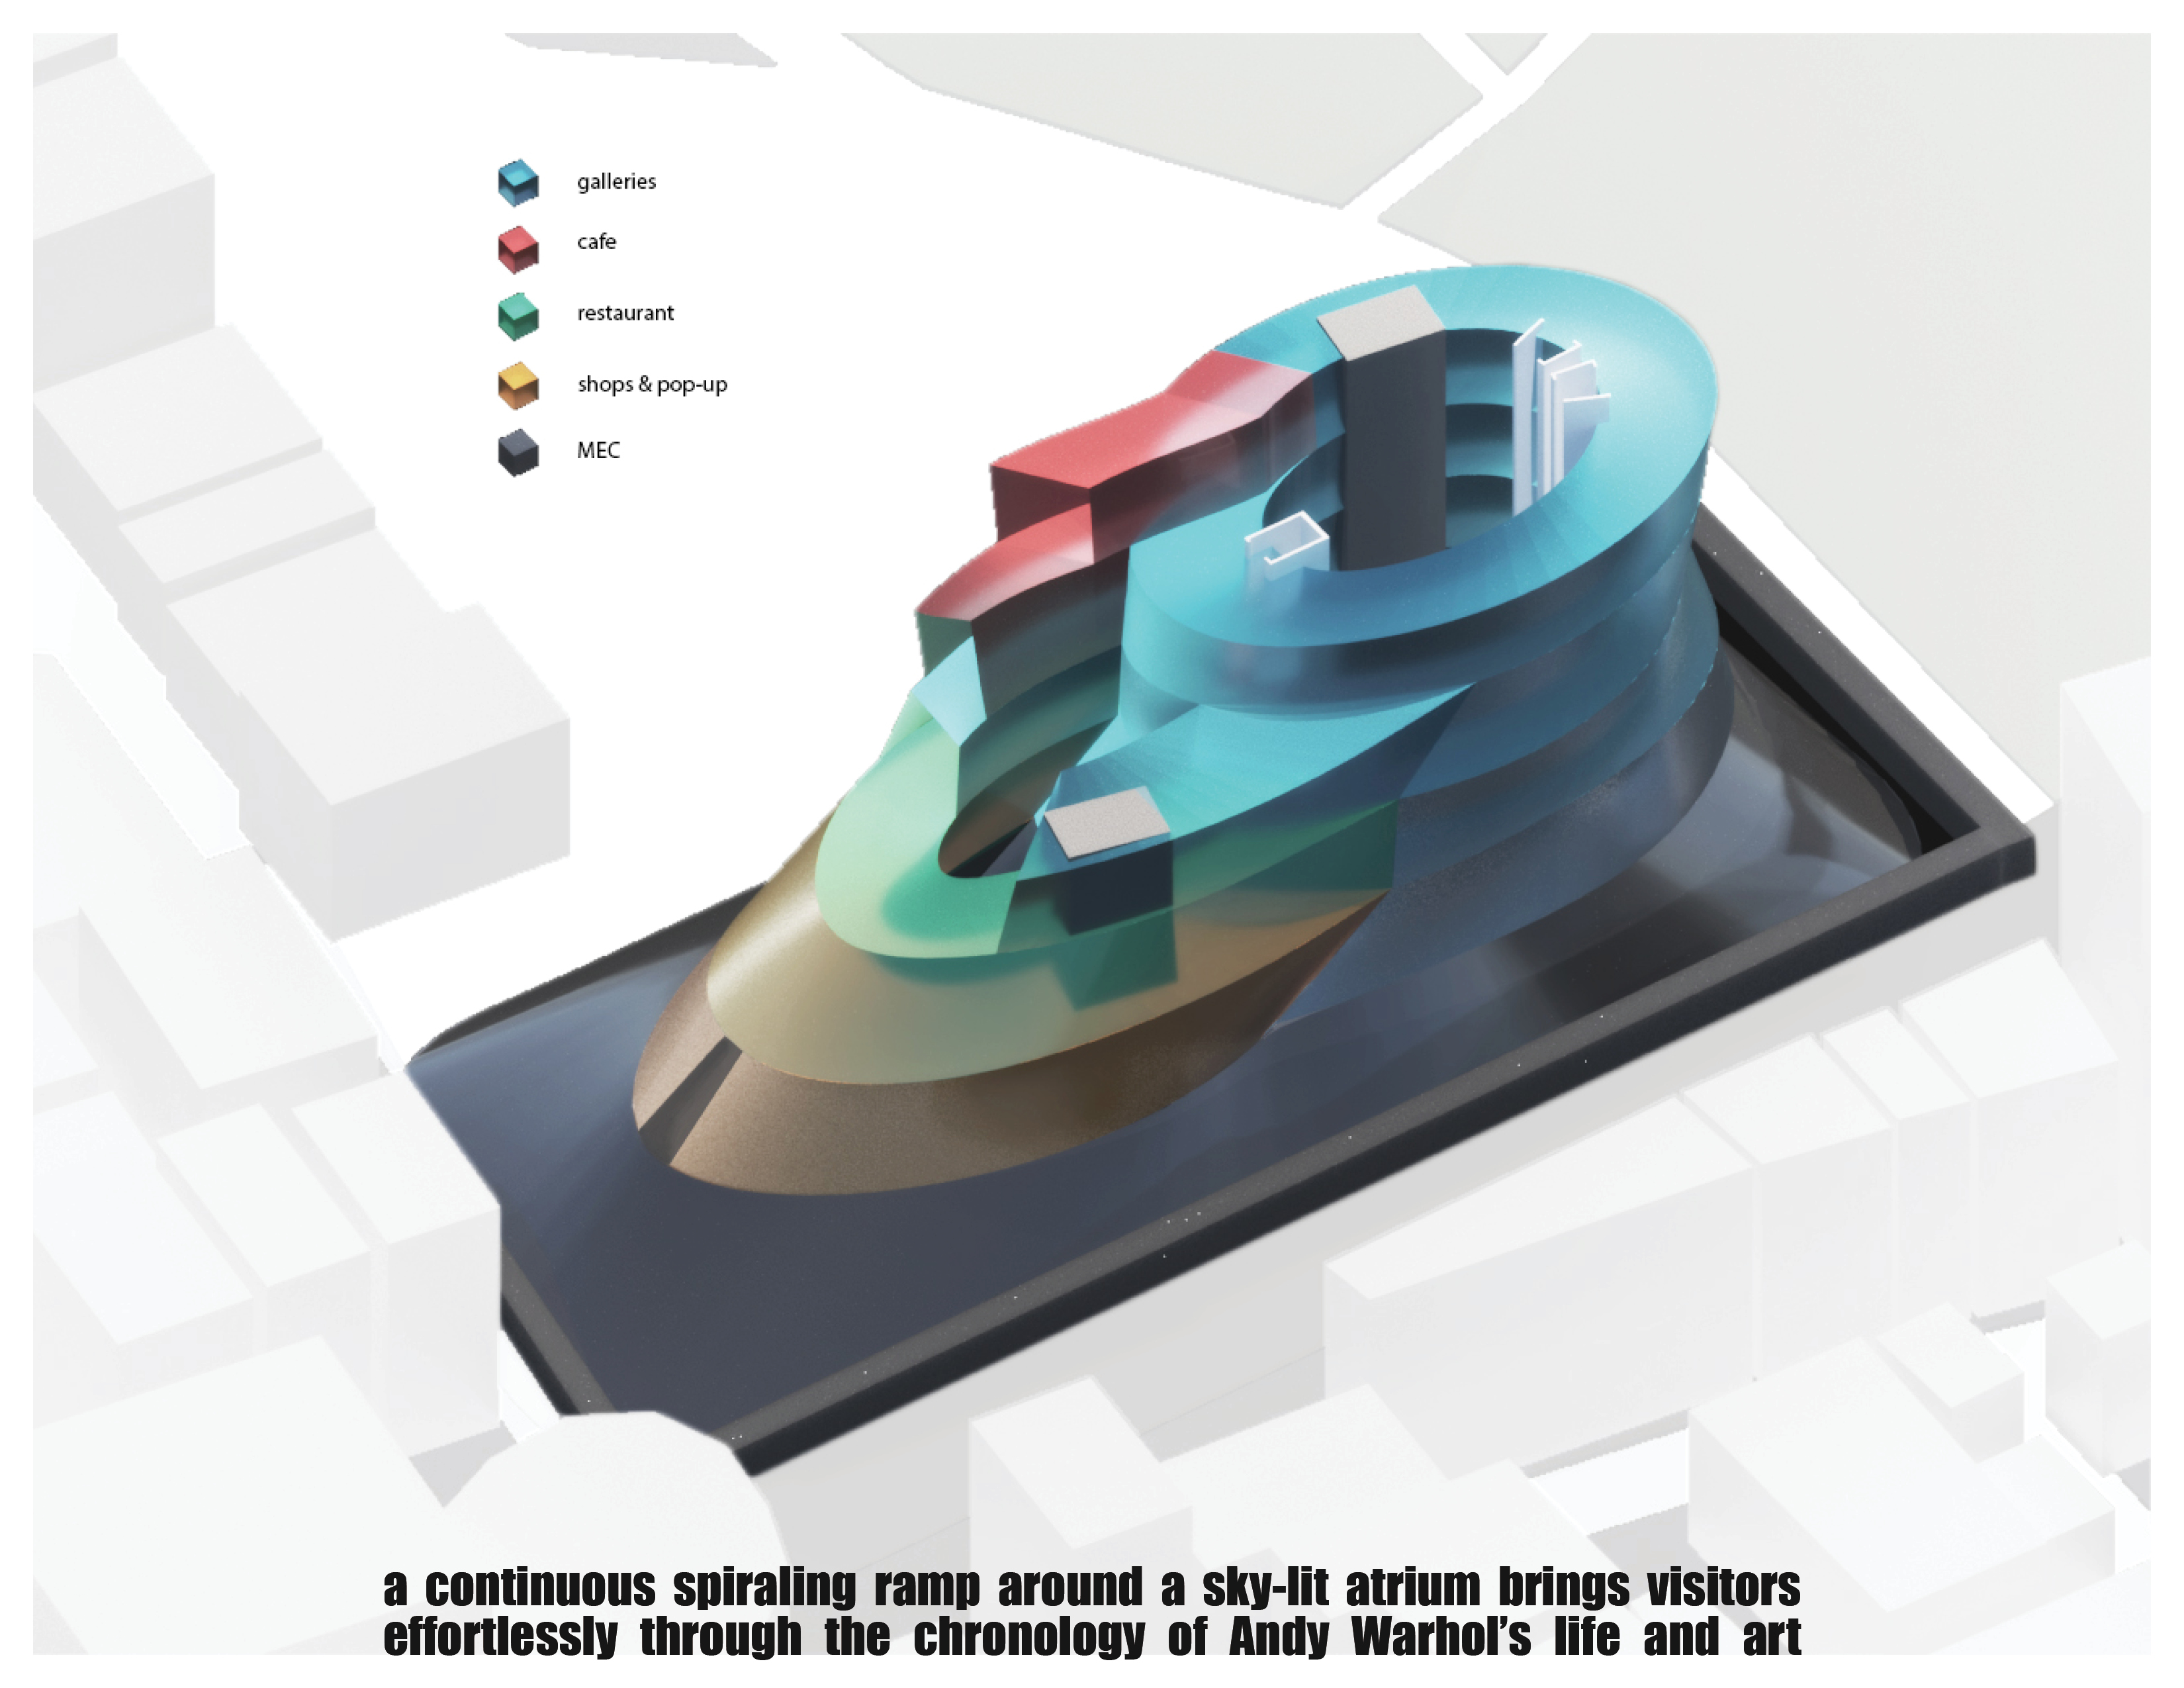 galleries
cafe
restaurant
shops & pop-up
MEC
a continuous spiraling ramp around a sky-lit atrium brings visitors
effortlessly through the chronology of Andy Warhol’s life and art